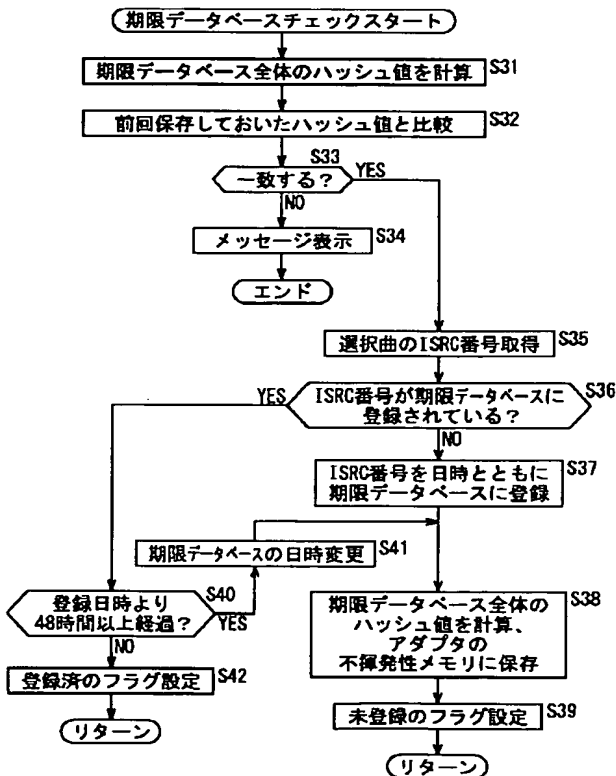 期限データベースチェックスタート
期限データベース全体のハッシュ値を計算 S31
前回保存しておいたハッシュ値と比較 S32
S33
一致する? YES
NO
メッセージ表示 S34
エンド
選択曲のISRC番号取得 S35
YES ISRC番号が期限データベースに S36
登録されている?
NO
ISRC番号を日時とともに S37
期限データベースに登録
期限データベースの日時変更 S41
登録日時より S40
48時間以上経過? YES
NO
登録済のフラグ設定 S42
リターン
期限データベース全体の S38
ハッシュ値を計算、
アダプタの
不揮発性メモリに保存
未登録のフラグ設定 S39
リターン